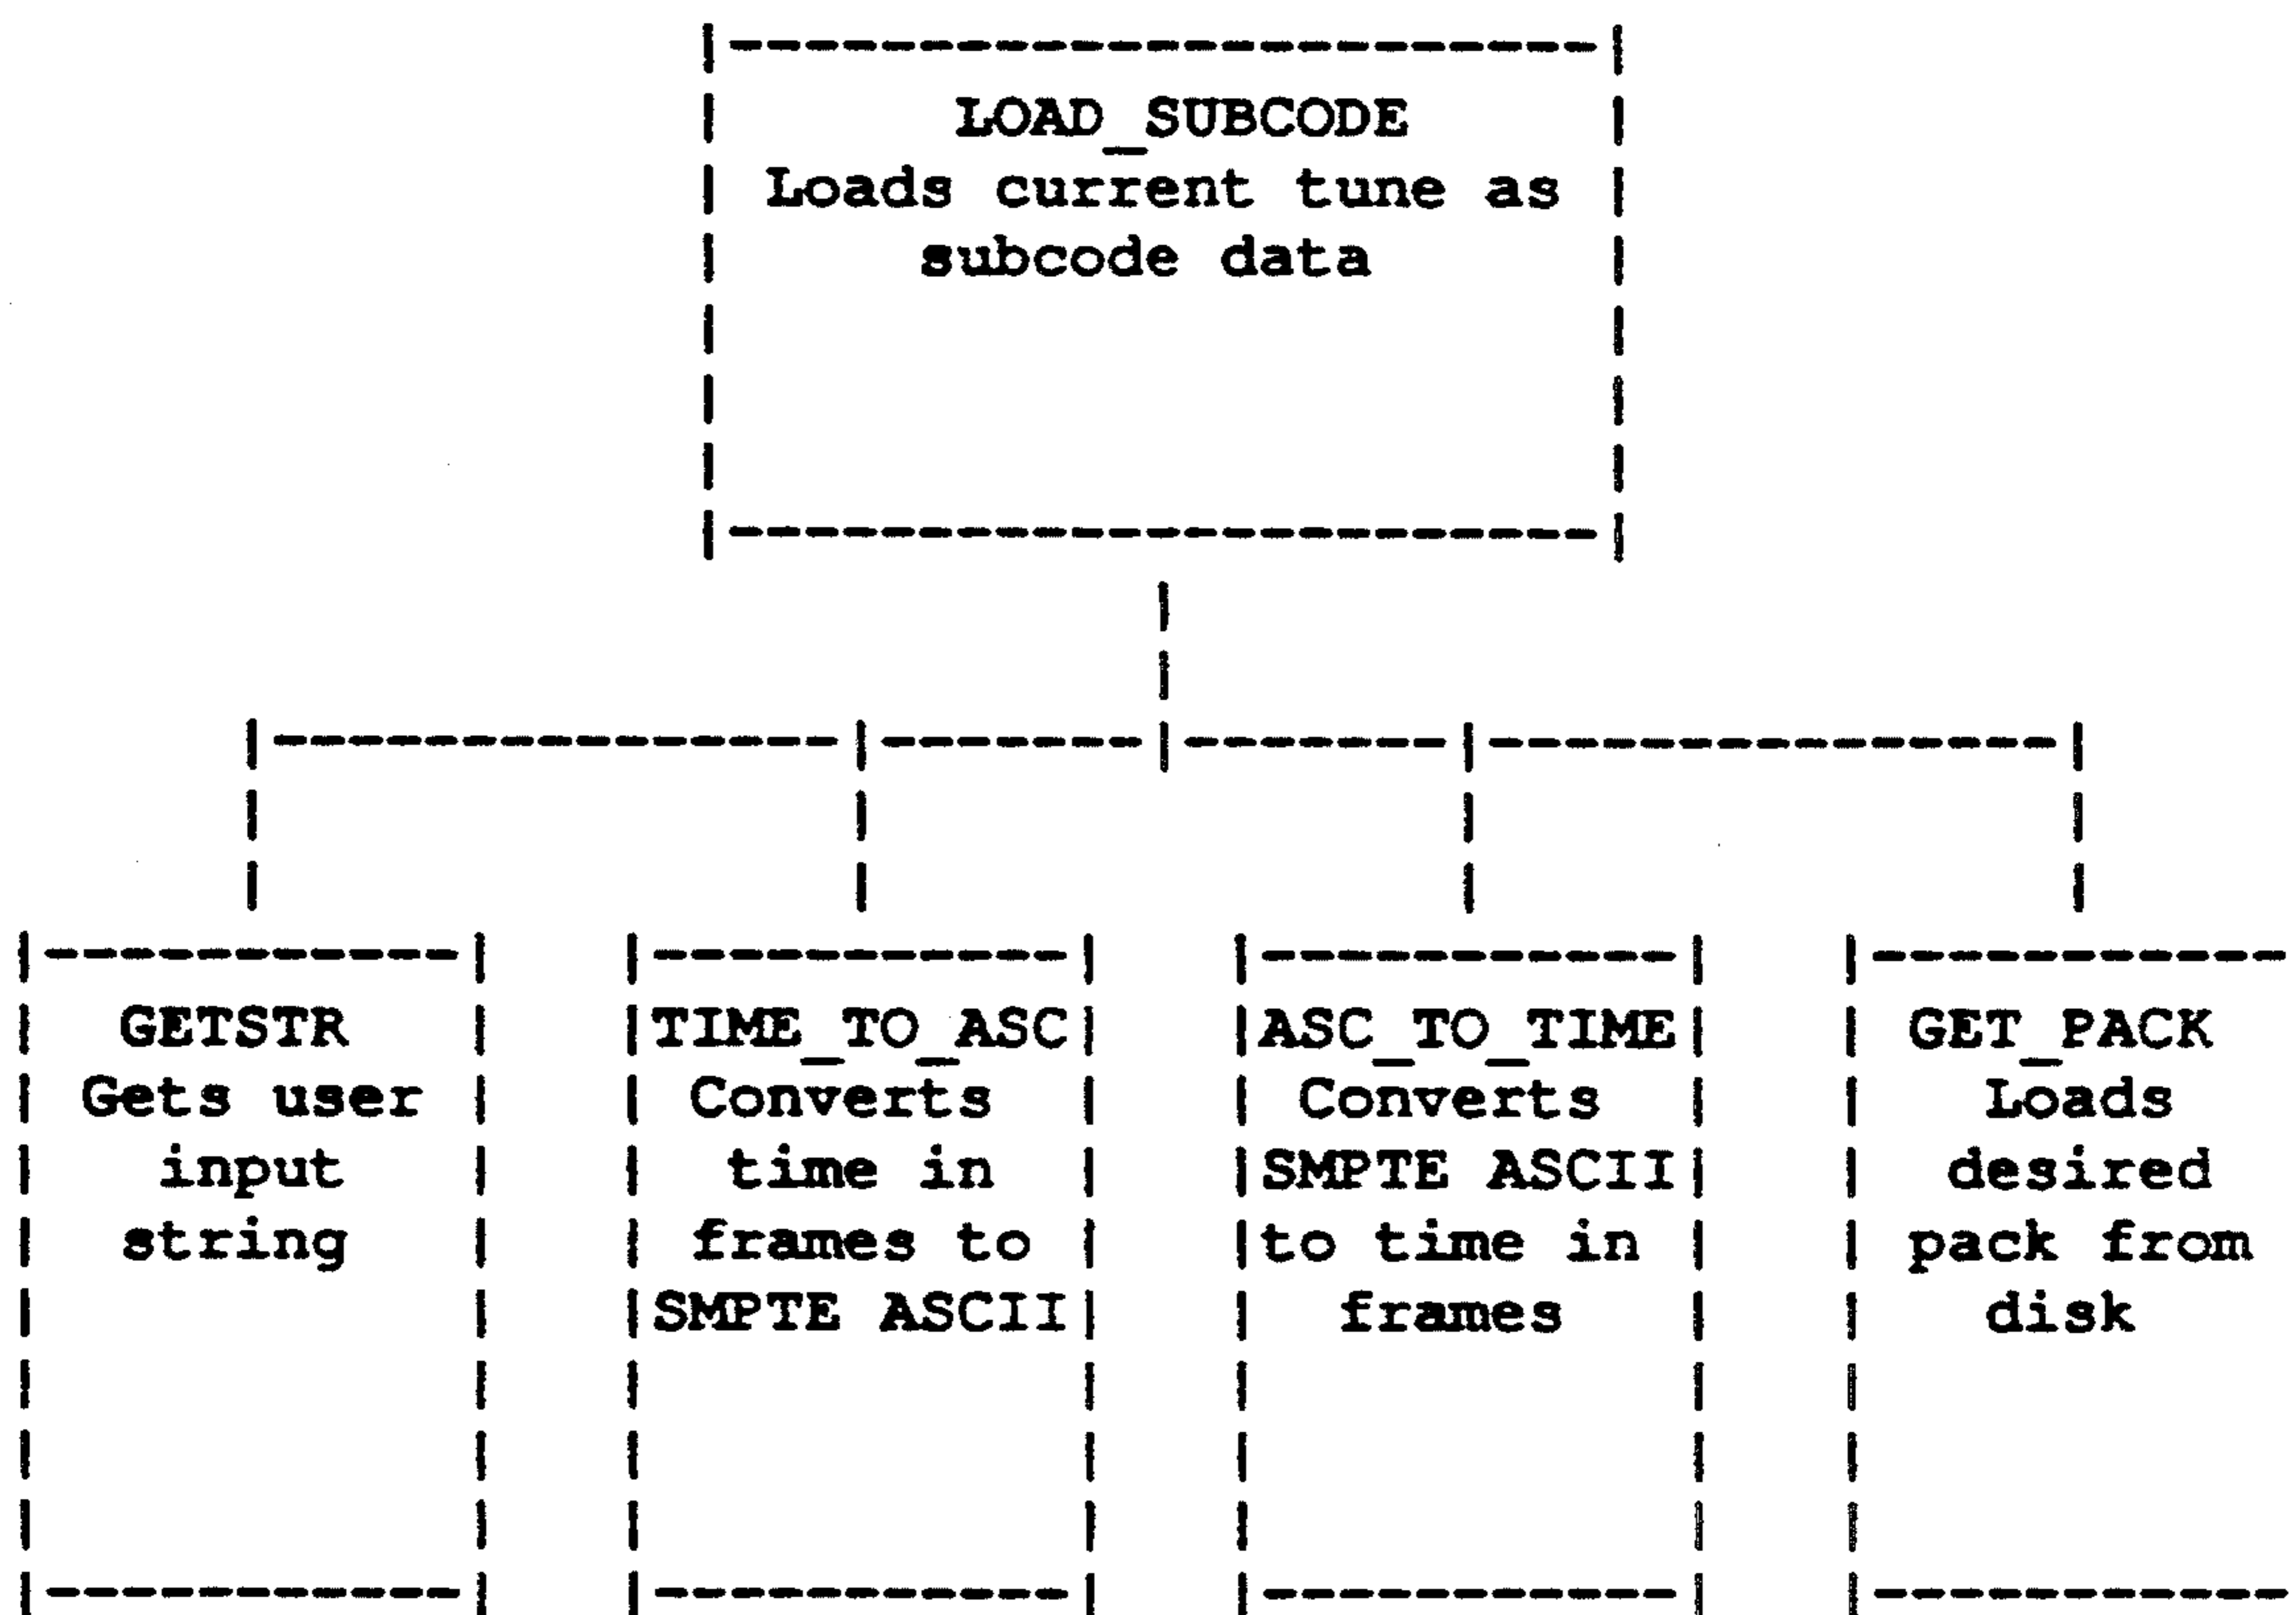 LOAD_SUBCODE
Loads current tune as
subcode data
GETSTR
Gets user
input
string
TIME_TO_ASC
Converts
time in
frames to
SMPTE ASCII
ASC_TO_TIME
Converts
SMPTE ASCII
to time in
frames
GET_PACK
Loads
desired
pack from
disk